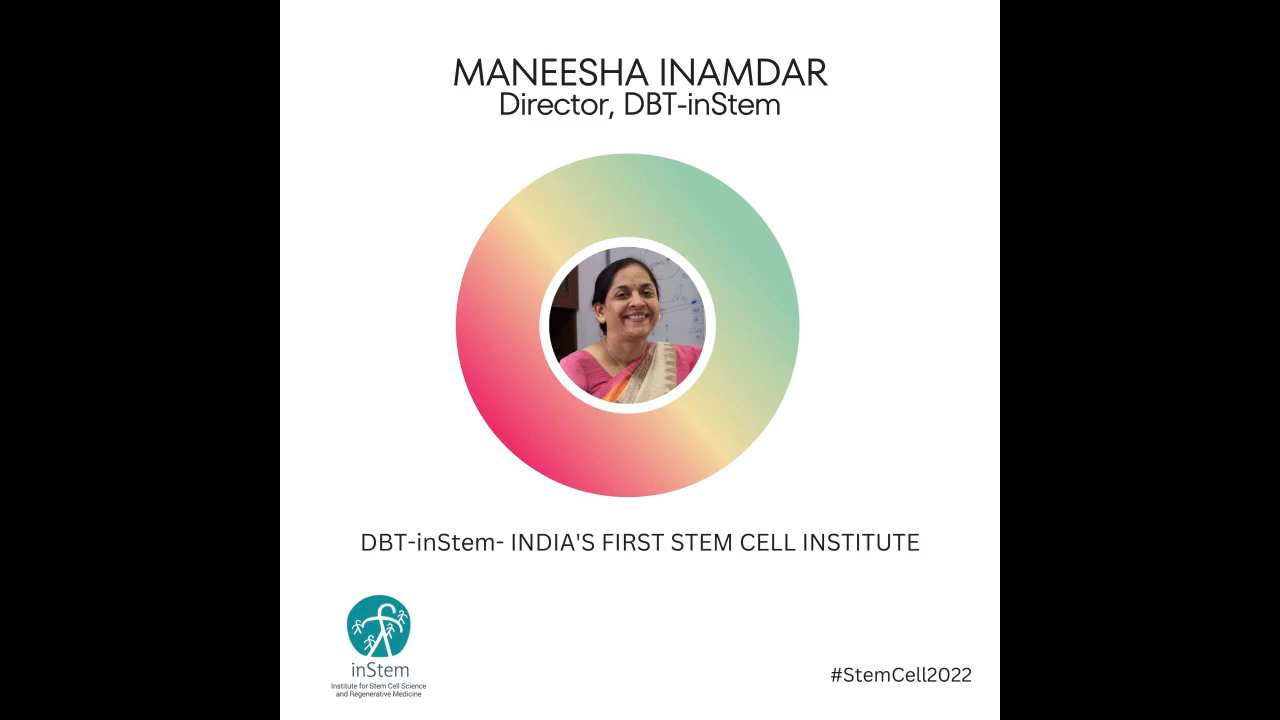 MANEESHA INAMDAR
Director, DBT-inStem
DBT-inStem- INDIA'S FIRST STEM CELL INSTITUTE
inStem
Institute for Stem Cell Science
and Regenerative Medicine
#StemCell2022